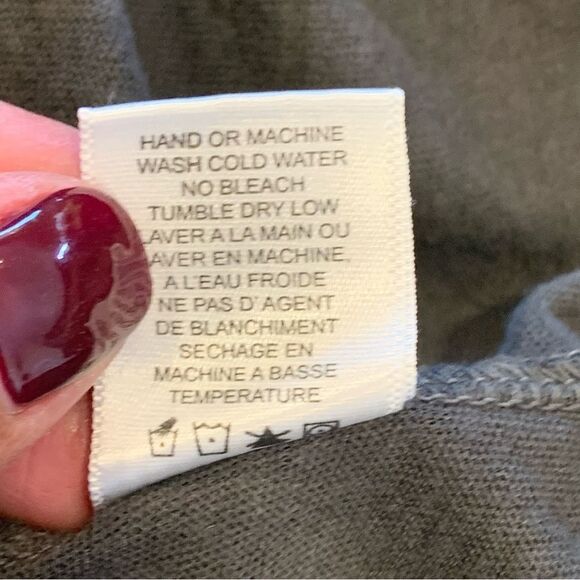 HAND OR MACHINE
WASH COLD WATER
NO BLEACH
TUMBLE DRY LOW
LAVER A LA MAIN OU
LAVER EN MACHINE,
A L'EAU FROIDE
NE PAS D'AGENT
DE BLANCHIMENT
SECHAGE EN
MACHINE A BASSE
TEMPERATURE